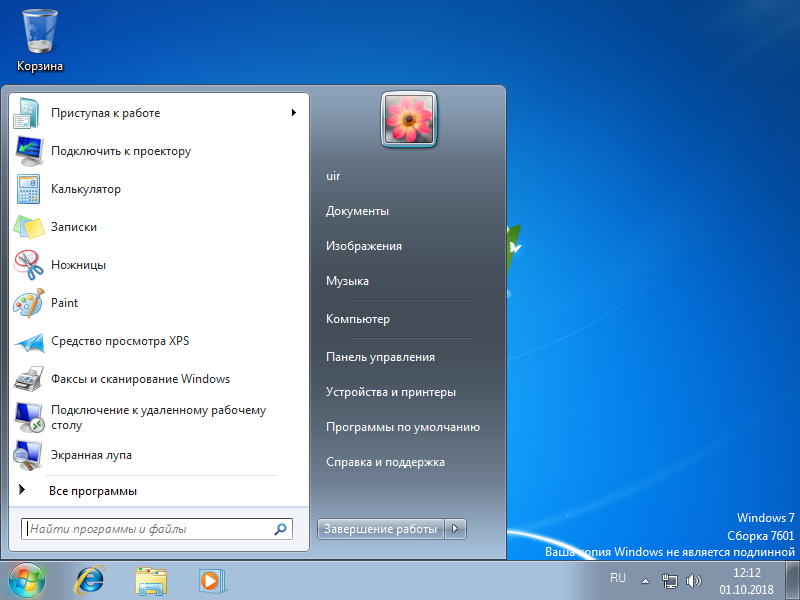 Корзина
Приступая к работе
Подключить к проектору
Калькулятор
Записки
Ножницы
Paint
Средство просмотра XPS
Факсы и сканирование Windows
Подключение к удаленному рабочему
столу
Экранная лупа
Все программы
Найти программы и файлы
uir
Документы
Изображения
Музыка
Компьютер
Панель управления
Устройства и принтеры
Программы по умолчанию
Справка и поддержка
Завершение работы
Windows 7
Сборка 7601
Ваша копия Windows не является подлинной
RU
12:12
01.10.2018